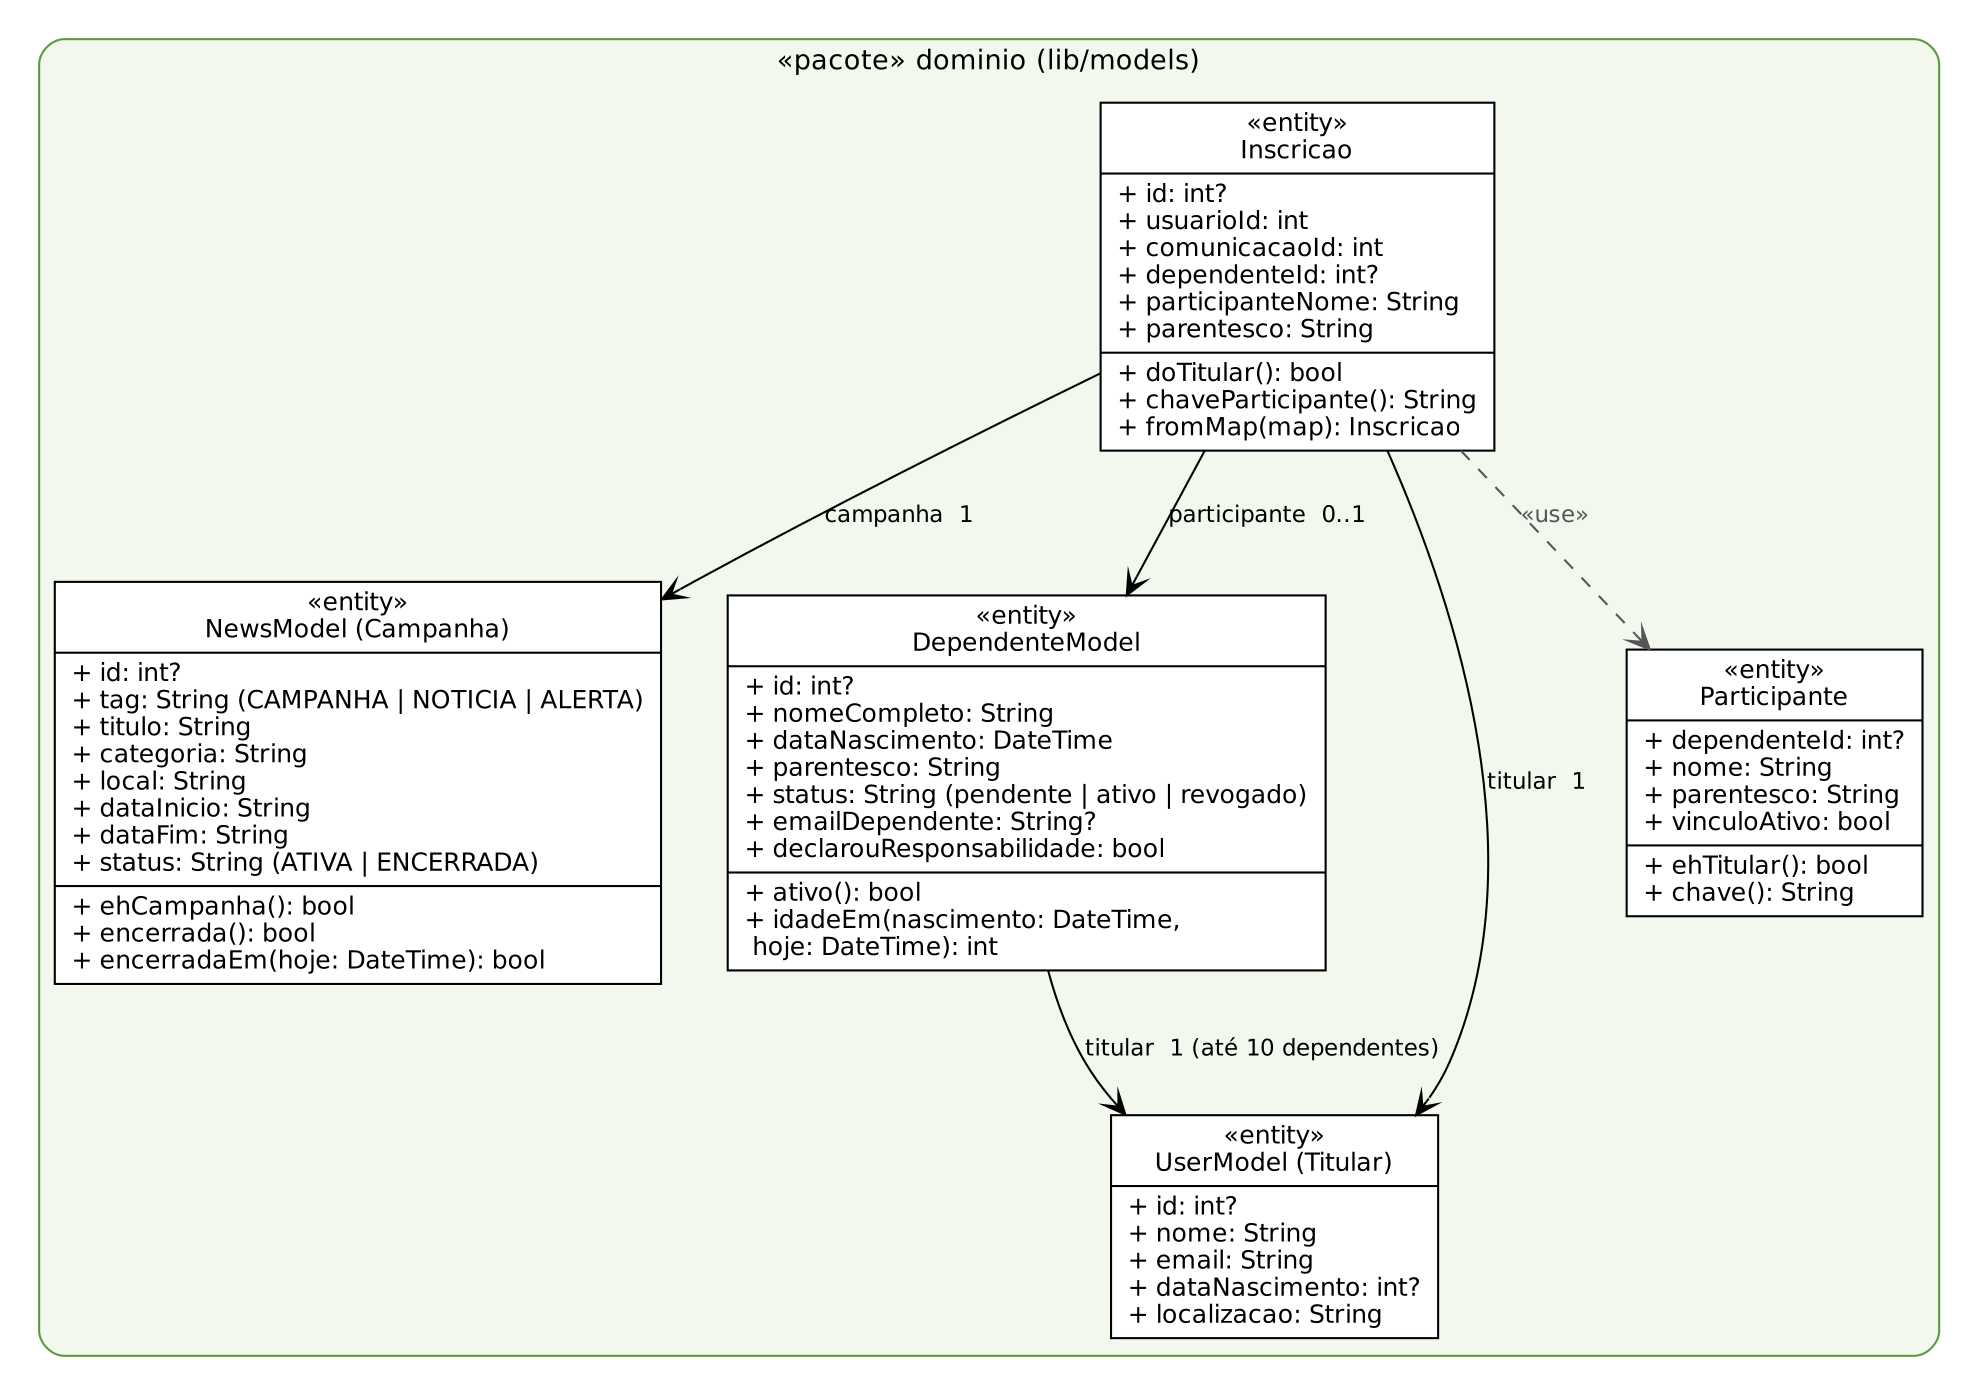 «pacote» dominio (lib/models)
«entity»
Inscricao
+ id: int?
+ usuarioId: int
+ comunicacaoId: int
+ dependenteId: int?
+ participanteNome: String
+ parentesco: String
+ doTitular(): bool
+ chaveParticipante(): String
+ fromMap(map): Inscricao
campanha  1
participante  0..1
«use»
«entity»
NewsModel (Campanha)
+ id: int?
+ tag: String (CAMPANHA | NOTICIA | ALERTA)
+ titulo: String
+ categoria: String
+ local: String
+ dataInicio: String
+ dataFim: String
+ status: String (ATIVA | ENCERRADA)
+ ehCampanha(): bool
+ encerrada(): bool
+ encerradaEm(hoje: DateTime): bool
«entity»
DependenteModel
+ id: int?
+ nomeCompleto: String
+ dataNascimento: DateTime
+ parentesco: String
+ status: String (pendente | ativo | revogado)
+ emailDependente: String?
+ declarouResponsabilidade: bool
+ ativo(): bool
+ idadeEm(nascimento: DateTime,
hoje: DateTime): int
titular  1
«entity»
Participante
+ dependenteId: int?
+ nome: String
+ parentesco: String
+ vinculoAtivo: bool
+ ehTitular(): bool
+ chave(): String
titular  1 (até 10 dependentes)
«entity»
UserModel (Titular)
+ id: int?
+ nome: String
+ email: String
+ dataNascimento: int?
+ localizacao: String